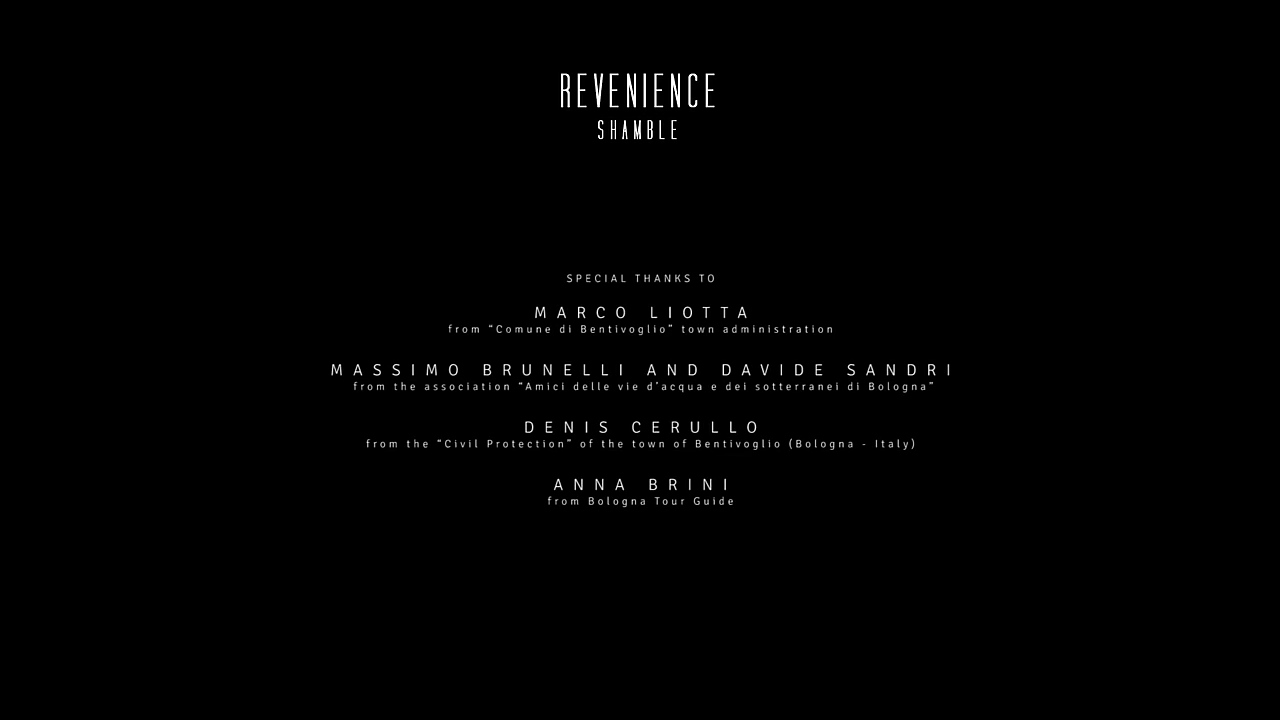 REVENIENCE
SHAMBLE
SPECIAL THANKS TO
MARCO LIOTTA
from “Comune di Bentivoglio” town administration
MASSIMO BRUNELLI AND DAVIDE SANDRI
from the association “Amici delle vie d’acqua e dei sotterranei di Bologna”
DENIS CERULLO
from the “Civil Protection” of the town of Bentivoglio (Bologna - Italy)
ANNA BRINI
from Bologna Tour Guide